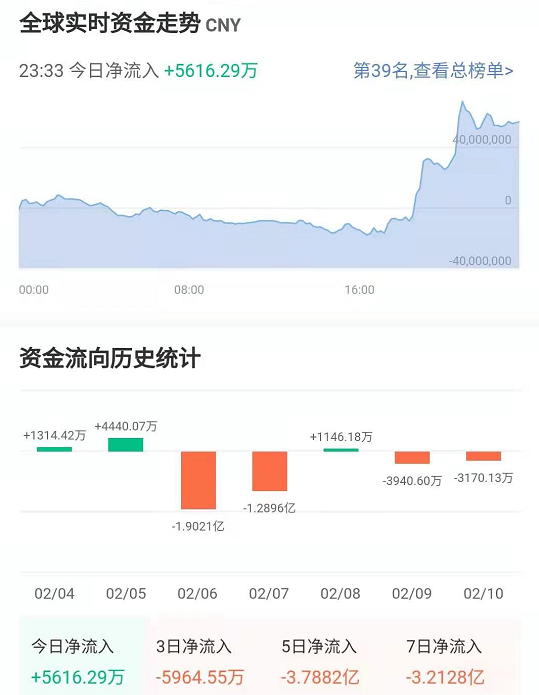 全球实时资金走势 CNY
23:33 今日净流入 +5616.29万 第39名,查看总榜单>
40,000,000
0
-40,000,000
00:00 08:00 16:00
资金流向历史统计
+1314.42万 +4440.07万 -1.9021亿 -1.2896亿 +1146.18万 -3940.60万 -3170.13万
02/04 02/05 02/06 02/07 02/08 02/09 02/10
今日净流入 3日净流入 5日净流入 7日净流入
+5616.29万 -5964.55万 -3.7882亿 -3.2128亿